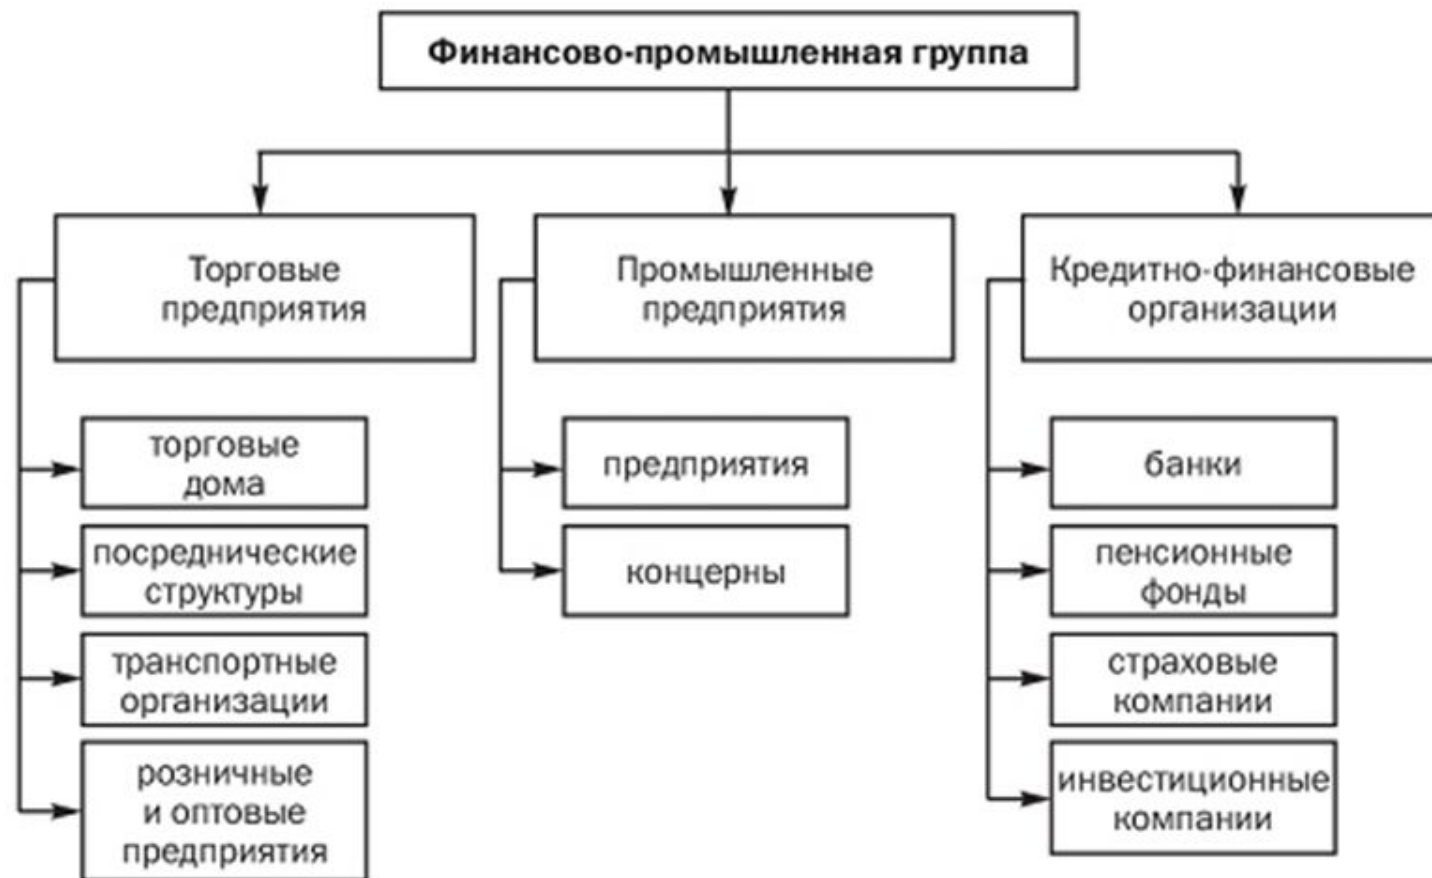 Финансово-промышленная группа
Торговые
предприятия
торговые
дома
посреднические
структуры
транспортные
организации
розничные
и оптовые
предприятия
Промышленные
предприятия
предприятия
концерны
Кредитно-финансовые
организации
банки
пенсионные
фонды
страховые
компании
инвестиционные
компании